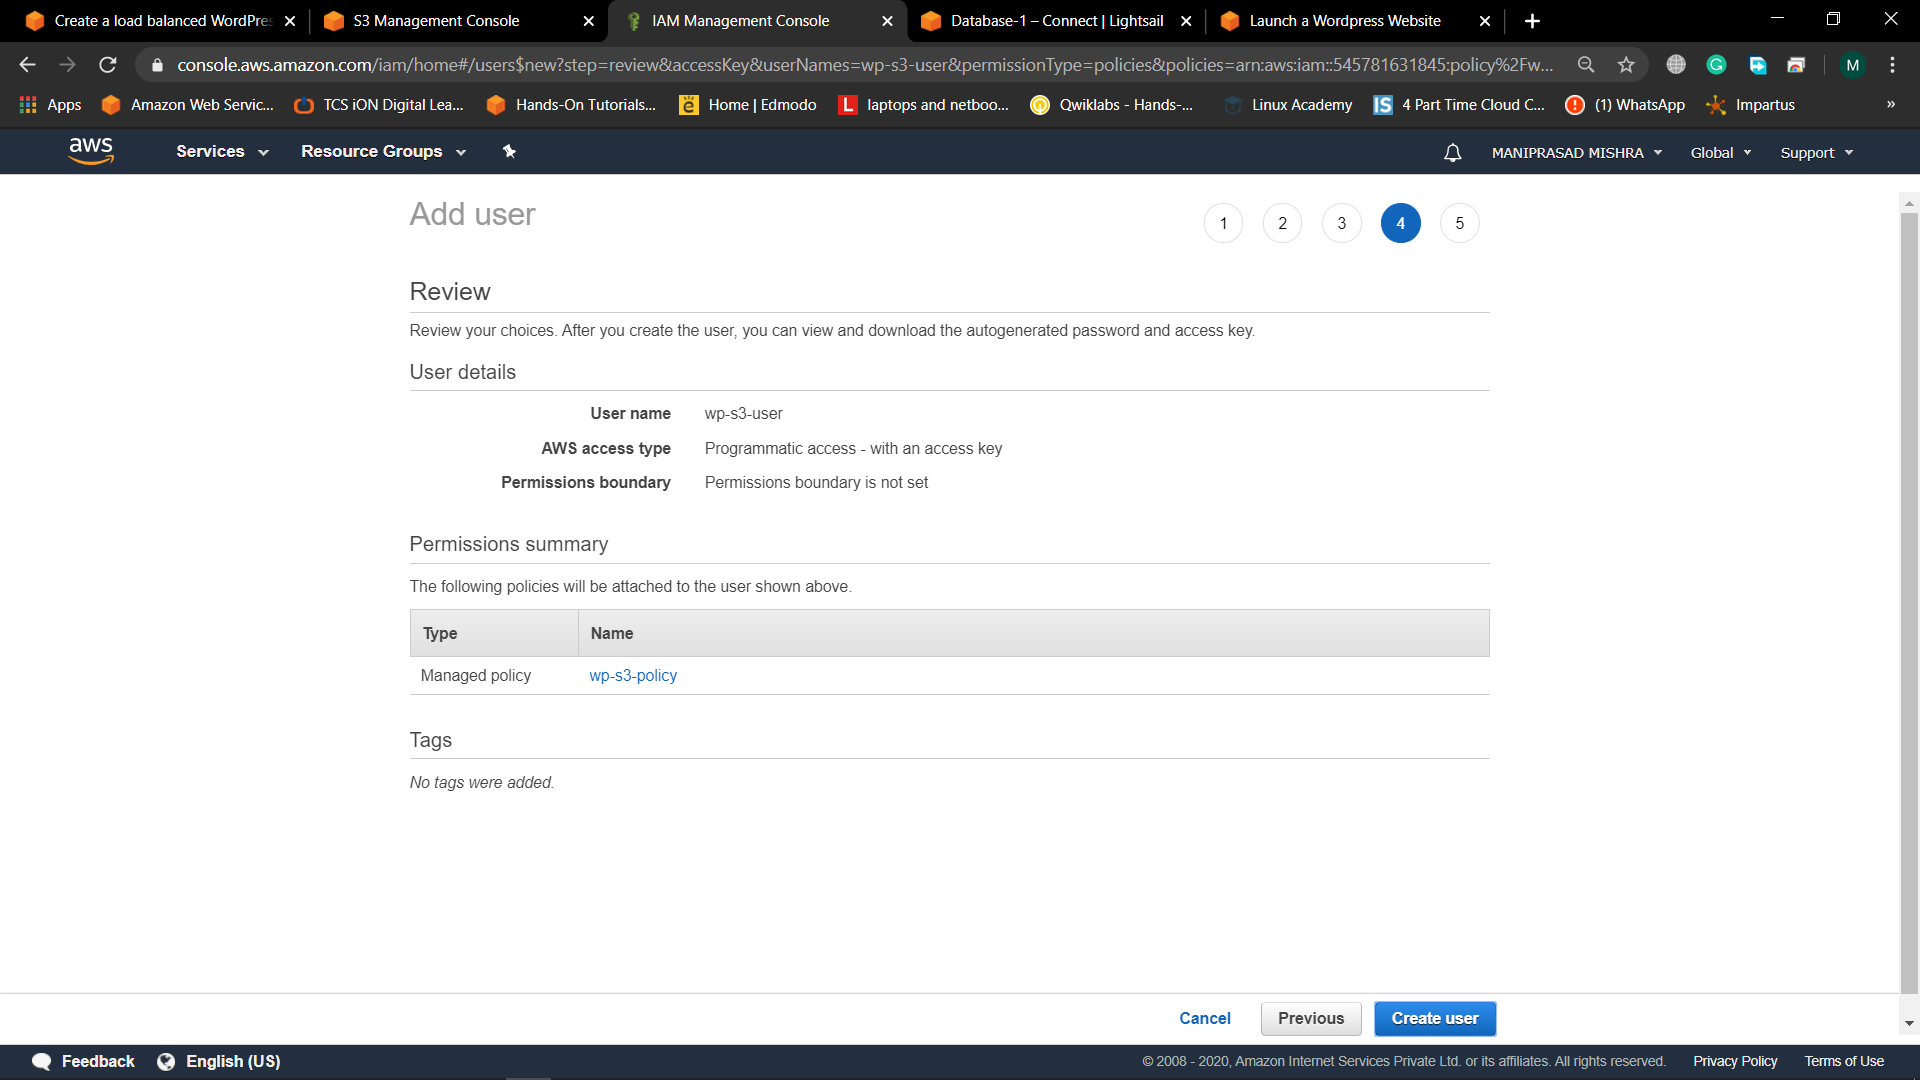 Create a load balanced WordPres
S3 Management Console
IAM Management Console
Database-1 – Connect | Lightsail
Launch a Wordpress Website
console.aws.amazon.com/iam/home#/users$new?step=review&accessKey&userNames=wp-s3-user&permissionType=policies&policies=arn:aws:iam::545781631845:policy%2Fw...
M
Apps
Amazon Web Servic...
TCS iON Digital Lea...
Hands-On Tutorials...
Home | Edmodo
L laptops and netboo...
Qwiklabs - Hands-...
Linux Academy
IS 4 Part Time Cloud C...
(1) WhatsApp
Impartus
»
aws
Services
Resource Groups
MANIPRASAD MISHRA
Global
Support
Add user
1 2 3 4 5
Review
Review your choices. After you create the user, you can view and download the autogenerated password and access key.
User details
User name wp-s3-user
AWS access type Programmatic access - with an access key
Permissions boundary Permissions boundary is not set
Permissions summary
The following policies will be attached to the user shown above.
Type Name
Managed policy wp-s3-policy
Tags
No tags were added.
Cancel Previous Create user
Feedback English (US)
© 2008 - 2020, Amazon Internet Services Private Ltd. or its affiliates. All rights reserved. Privacy Policy Terms of Use